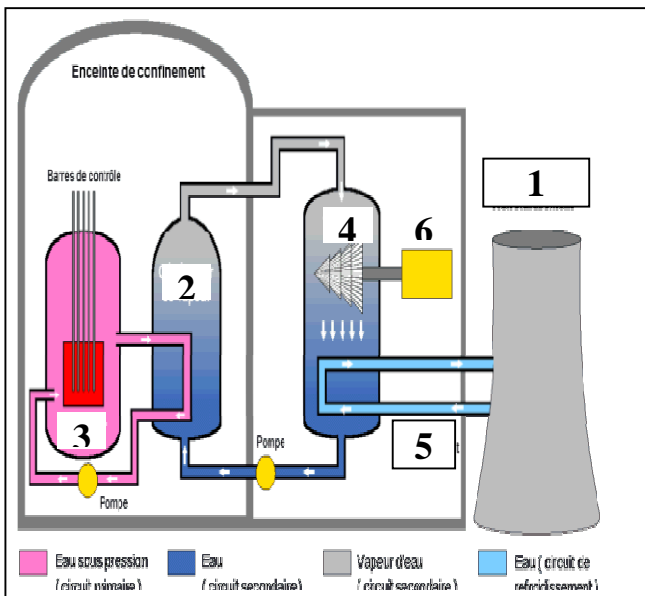 Enceinte de confinement
Barres de contrôle
1
4
6
2
3
5
Pompe
Pompe
Eau sous pression
( circuit primaire )
Eau
( circuit secondaire )
Vapeur d'eau
( circuit secondaire )
Eau ( circuit de
refroidissement )